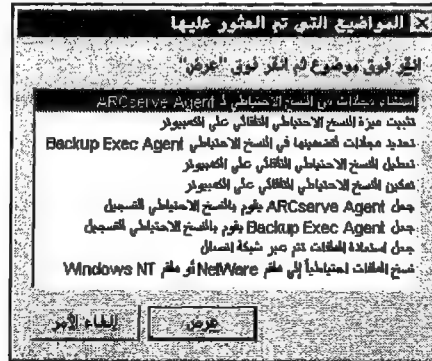 المواضيع التي تم العثور عليها
انقر فوق موضوع ثم انقر فوق "عرض"
استثناء مجلدات من النسخ الاحتياطي لـ ARCserve Agent
تثبيت ميزة النسخ الاحتياطي التلقائي على الكمبيوتر
تحديد مجلدات لتضمينها في النسخ الاحتياطي Backup Exec Agent
تعطيل النسخ الاحتياطي التلقائي على الكمبيوتر
تمكين النسخ الاحتياطي التلقائي على الكمبيوتر
جعل ARCserve Agent يقوم بالنسخ الاحتياطي للتسجيل
جعل Backup Exec Agent يقوم بالنسخ الاحتياطي للتسجيل
جعل استعادة الملفات تتم عبر شبكة اتصال
نسخ الملفات احتياطياً إلى ملقم NetWare أو ملقم Windows NT
عرض
إلغاء الأمر